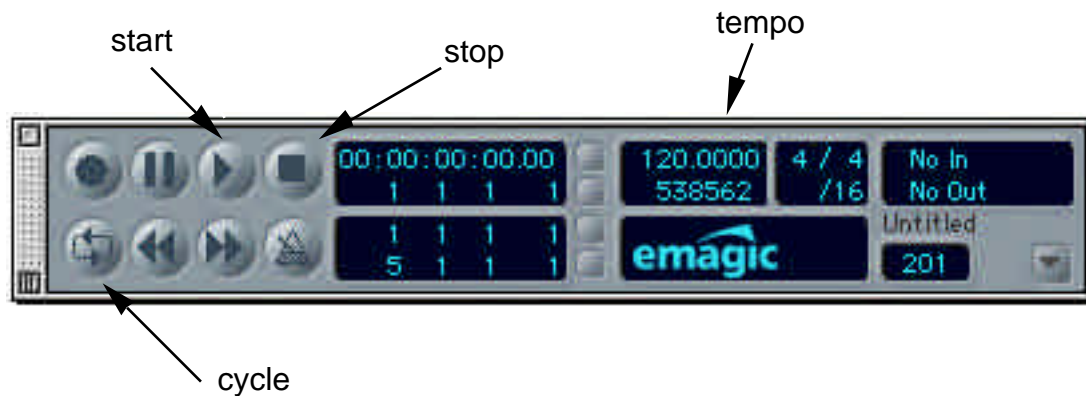 tempo
start
stop
00:00:00:00.00
1 1 1 1
120.0000
538562
4 / 4
/16
No In
No Out
1 1 1 1
5 1 1 1
emagic
Untitled
201
cycle